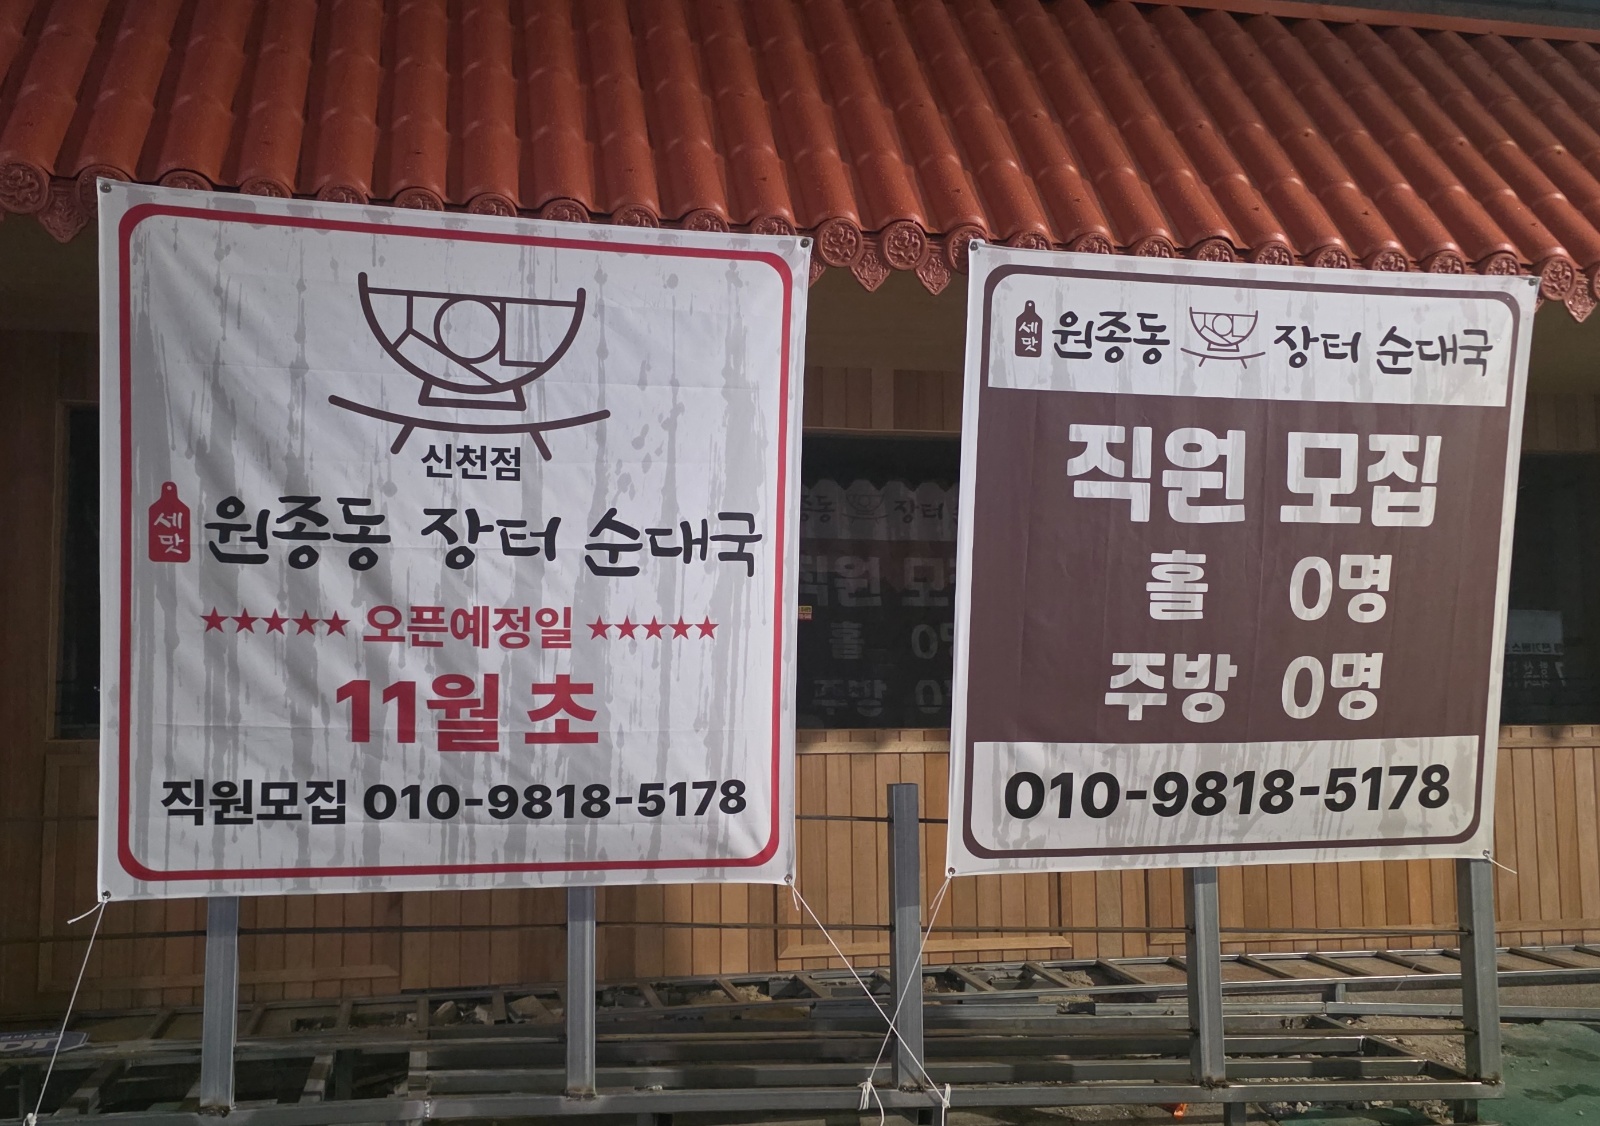 신천점
세맛 원종동 장터 순대국
★★★★★ 오픈예정일 ★★★★★
11월 초
직원모집 010-9818-5178
세맛 원종동 장터 순대국
직원 모집
홀 0명
주방 0명
010-9818-5178